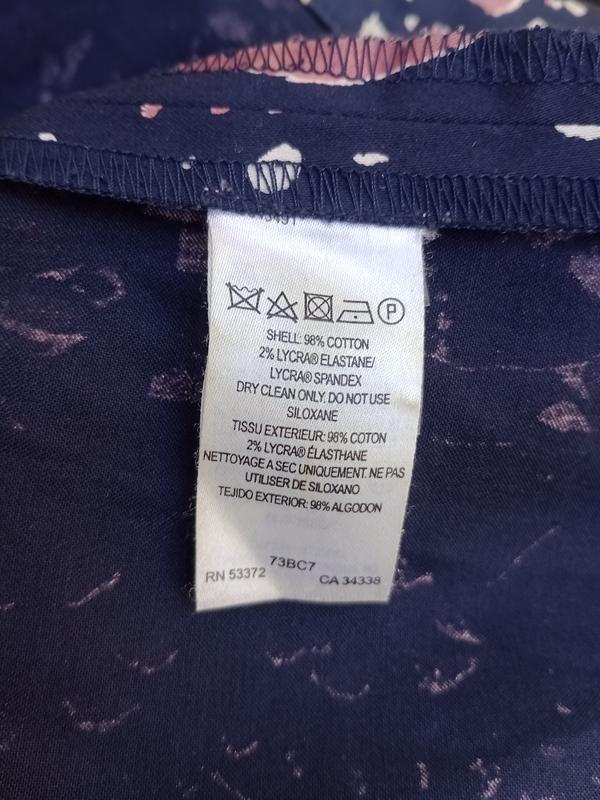 P
SHELL: 98% COTTON
2% LYCRA® ELASTANE/
LYCRA® SPANDEX
DRY CLEAN ONLY. DO NOT USE
SILOXANE
TISSU EXTERIEUR: 98% COTON
2% LYCRA® ÉLASTHANE
NETTOYAGE A SEC UNIQUEMENT. NE PAS
UTILISER DE SILOXANO
TEJIDO EXTERIOR: 98% ALGODON
73BC7
RN 53372 CA 34338